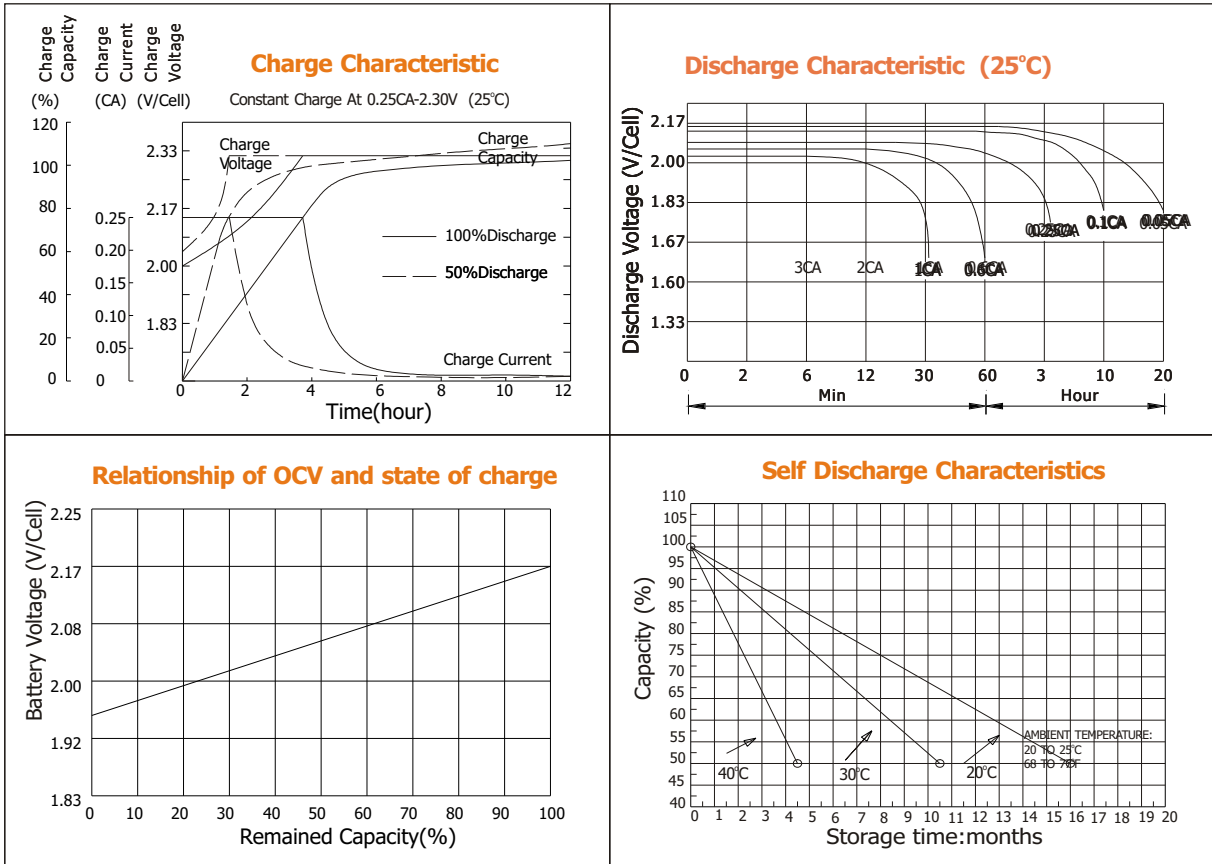 Charge Characteristic
Constant Charge At 0.25CA-2.30V (25°C)
Charge Capacity
Charge Current
Charge Voltage
(%) (CA) (V/Cell)
120
100
80
60
40
20
0
0.25
0.20
0.15
0.10
0.05
0
2.33
2.17
2.00
1.83
Charge Voltage
Charge Capacity
100%Discharge
50%Discharge
Charge Current
0 2 4 6 8 10 12
Time(hour)
Discharge Characteristic (25°C)
Discharge Voltage (V/Cell)
2.17
2.00
1.83
1.67
1.60
1.33
3CA 2CA 1CA 0.6CA 0.25CA 0.1CA 0.05CA
0 2 6 12 30 60 3 10 20
Min Hour
Relationship of OCV and state of charge
Battery Voltage (V/Cell)
2.25
2.17
2.08
2.00
1.92
1.83
0 10 20 30 40 50 60 70 80 90 100
Remained Capacity(%)
Self Discharge Characteristics
Capacity (%)
110
105
100
95
90
85
80
75
70
65
60
55
50
45
40
40°C
30°C
20°C
AMBIENT TEMPERATURE:
20 TO 25°C
68 TO 77°F
0 1 2 3 4 5 6 7 8 9 10 11 12 13 14 15 16 17 18 19 20
Storage time:months